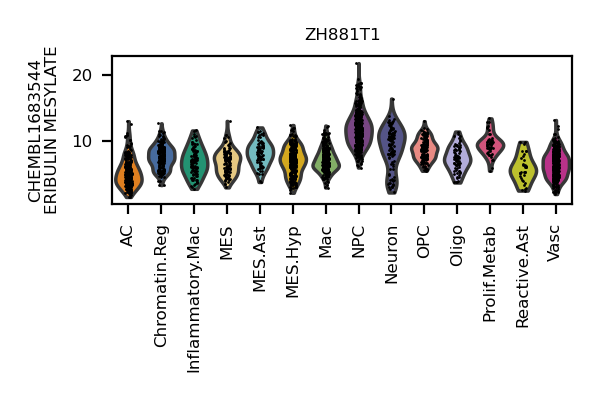 ZH881T1
CHEMBL1683544
ERIBULIN MESYLATE
20
10
AC
Chromatin.Reg
Inflammatory.Mac
MES
MES.Ast
MES.Hyp
Mac
NPC
Neuron
OPC
Oligo
Prolif.Metab
Reactive.Ast
Vasc